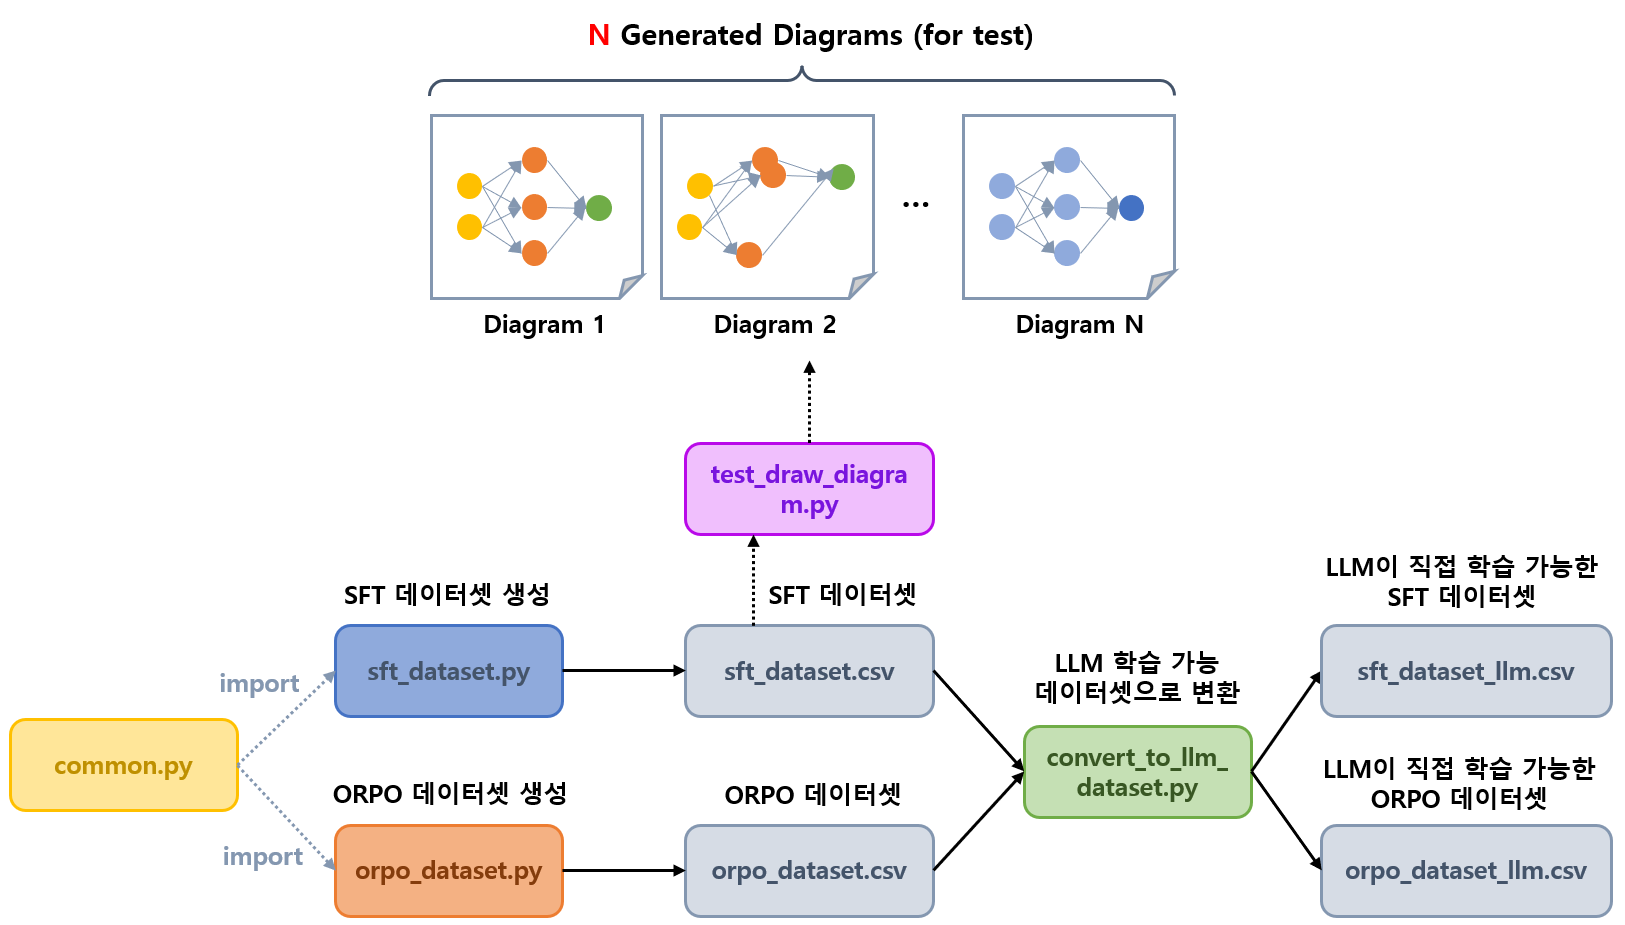 N Generated Diagrams (for test)
...
Diagram 1
Diagram 2
Diagram N
test_draw_diagra
m.py
SFT 데이터셋 생성
SFT 데이터셋
LLM이 직접 학습 가능한
SFT 데이터셋
import
sft_dataset.py
sft_dataset.csv
LLM 학습 가능
데이터셋으로 변환
sft_dataset_llm.csv
common.py
convert_to_llm_
dataset.py
import
ORPO 데이터셋 생성
ORPO 데이터셋
LLM이 직접 학습 가능한
ORPO 데이터셋
orpo_dataset.py
orpo_dataset.csv
orpo_dataset_llm.csv